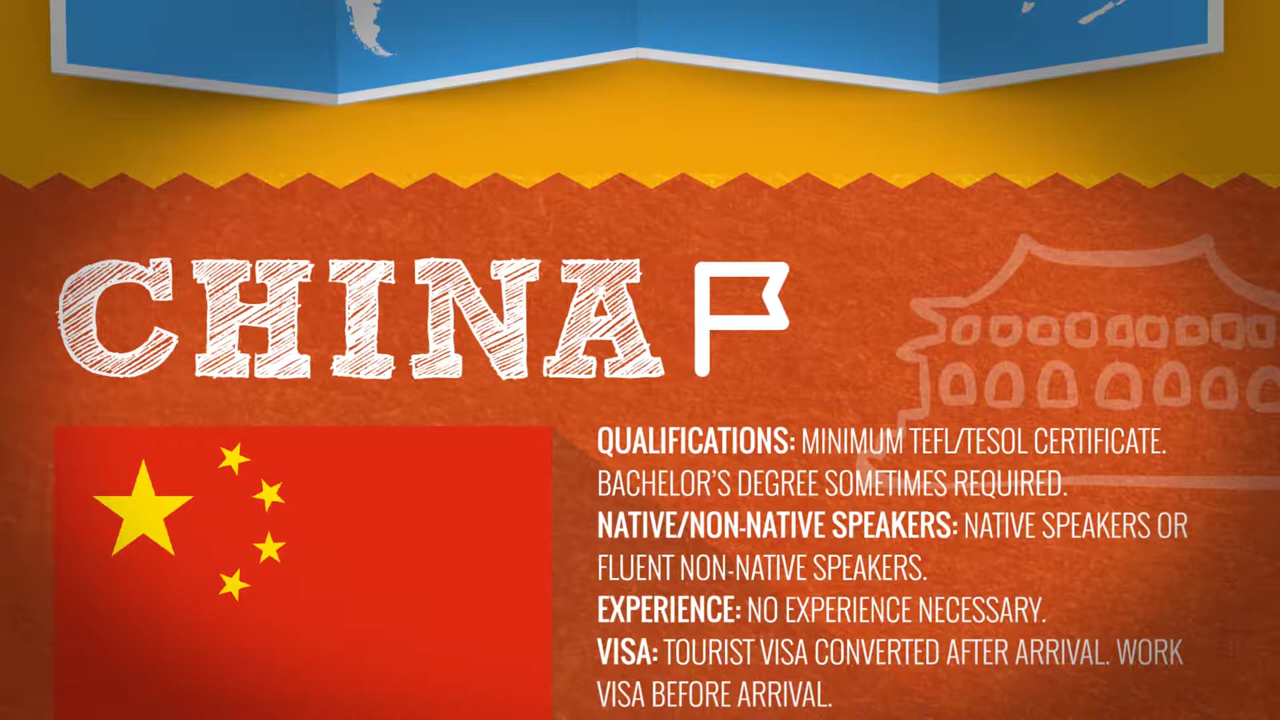 CHINA
QUALIFICATIONS: MINIMUM TEFL/TESOL CERTIFICATE.
BACHELOR'S DEGREE SOMETIMES REQUIRED.
NATIVE/NON-NATIVE SPEAKERS: NATIVE SPEAKERS OR
FLUENT NON-NATIVE SPEAKERS.
EXPERIENCE: NO EXPERIENCE NECESSARY.
VISA: TOURIST VISA CONVERTED AFTER ARRIVAL. WORK
VISA BEFORE ARRIVAL.